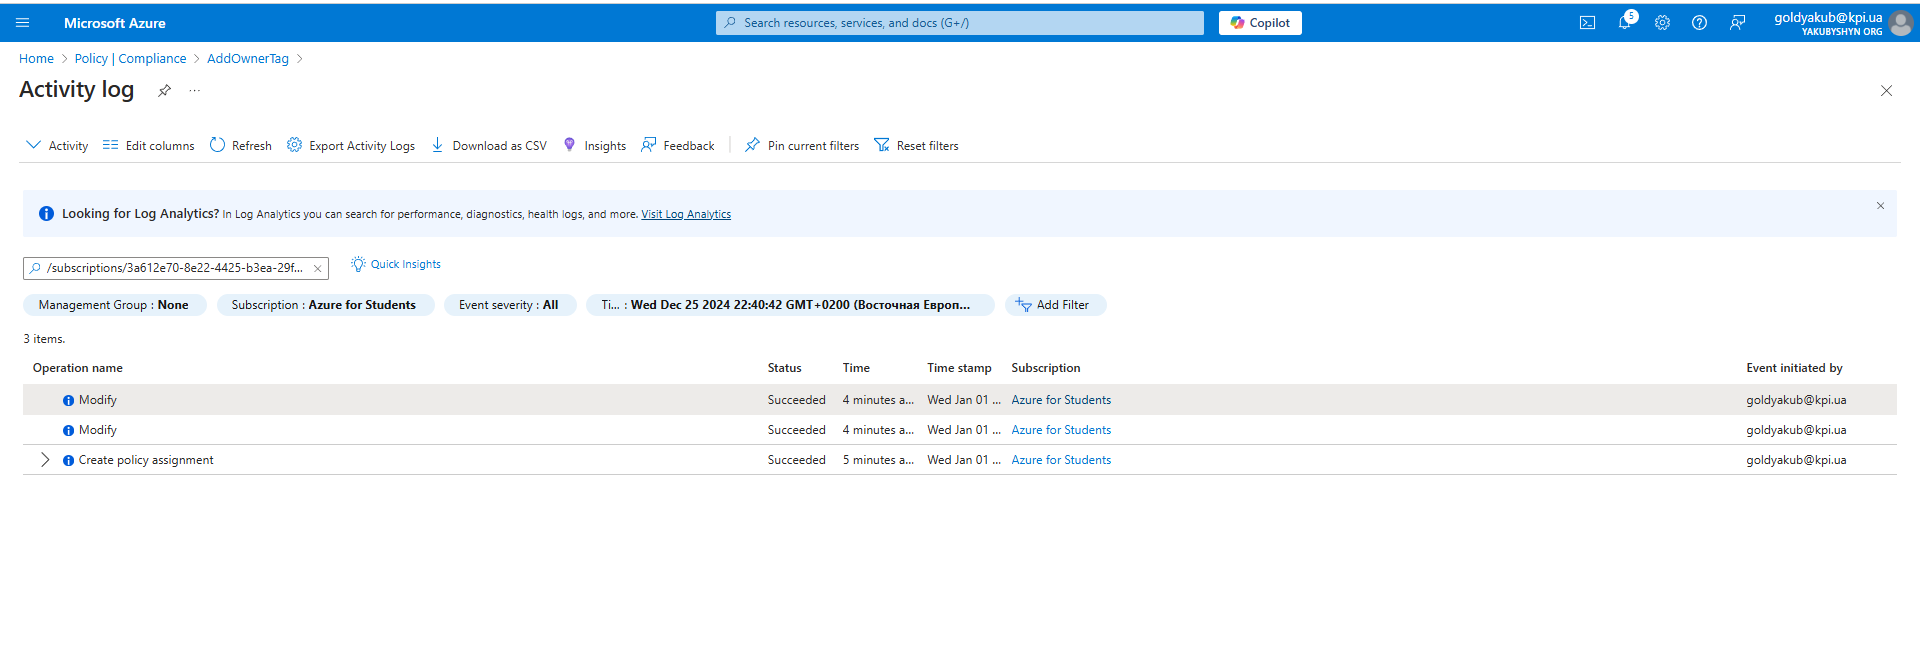 Microsoft Azure
Search resources, services, and docs (G+/)
Copilot
5
goldyakub@kpi.ua
YAKUBYSHYN ORG
Home > Policy | Compliance > AddOwnerTag >
Activity log
Activity Edit columns Refresh Export Activity Logs Download as CSV Insights Feedback Pin current filters Reset filters
Looking for Log Analytics? In Log Analytics you can search for performance, diagnostics, health logs, and more. Visit Log Analytics
/subscriptions/3a612e70-8e22-4425-b3ea-29f...
Quick Insights
Management Group : None Subscription : Azure for Students Event severity : All Ti... : Wed Dec 25 2024 22:40:42 GMT+0200 (Восточная Европ... Add Filter
3 items.
Operation name Status Time Time stamp Subscription Event initiated by
Modify Succeeded 4 minutes a... Wed Jan 01 ... Azure for Students goldyakub@kpi.ua
Modify Succeeded 4 minutes a... Wed Jan 01 ... Azure for Students goldyakub@kpi.ua
Create policy assignment Succeeded 5 minutes a... Wed Jan 01 ... Azure for Students goldyakub@kpi.ua